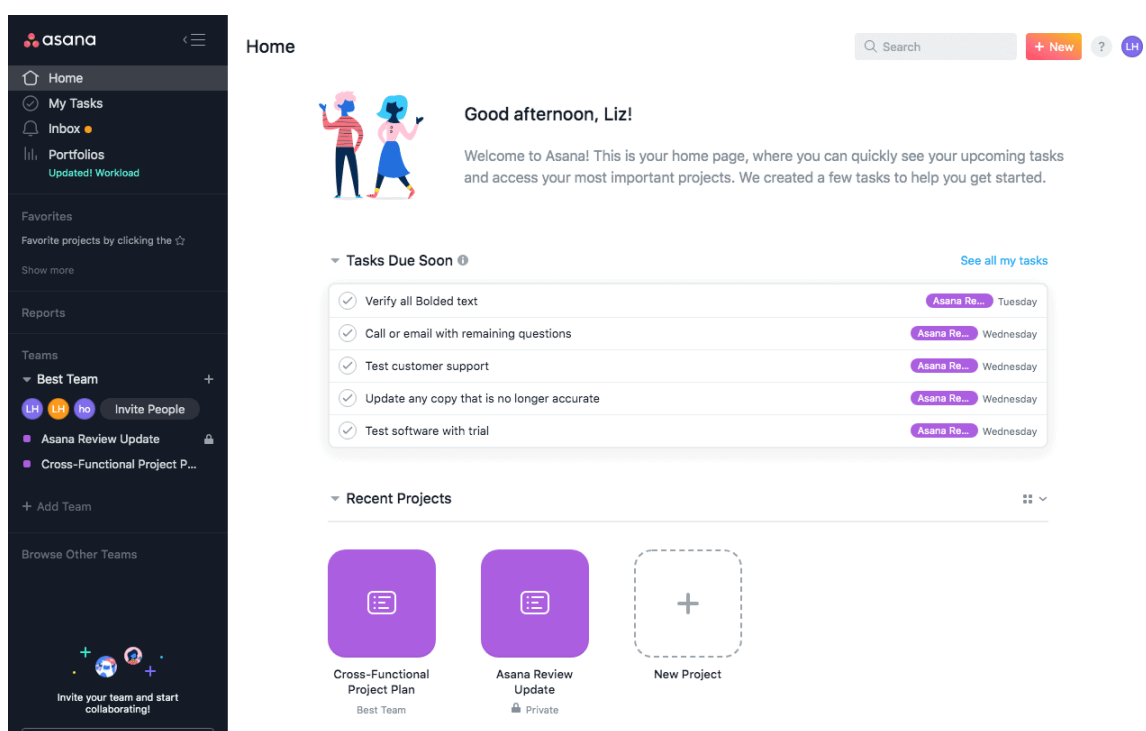 asana
Home
My Tasks
Inbox
Portfolios
Updated! Workload
Favorites
Favorite projects by clicking the
Show more
Reports
Teams
Best Team +
LH LH ho Invite People
Asana Review Update
Cross-Functional Project P...
+ Add Team
Browse Other Teams
Invite your team and start
collaborating!
Home
Search
+ New
?
LH
Good afternoon, Liz!
Welcome to Asana! This is your home page, where you can quickly see your upcoming tasks
and access your most important projects. We created a few tasks to help you get started.
Tasks Due Soon
See all my tasks
Verify all Bolded text Asana Re... Tuesday
Call or email with remaining questions Asana Re... Wednesday
Test customer support Asana Re... Wednesday
Update any copy that is no longer accurate Asana Re... Wednesday
Test software with trial Asana Re... Wednesday
Recent Projects
Cross-Functional
Project Plan
Best Team
Asana Review
Update
Private
New Project